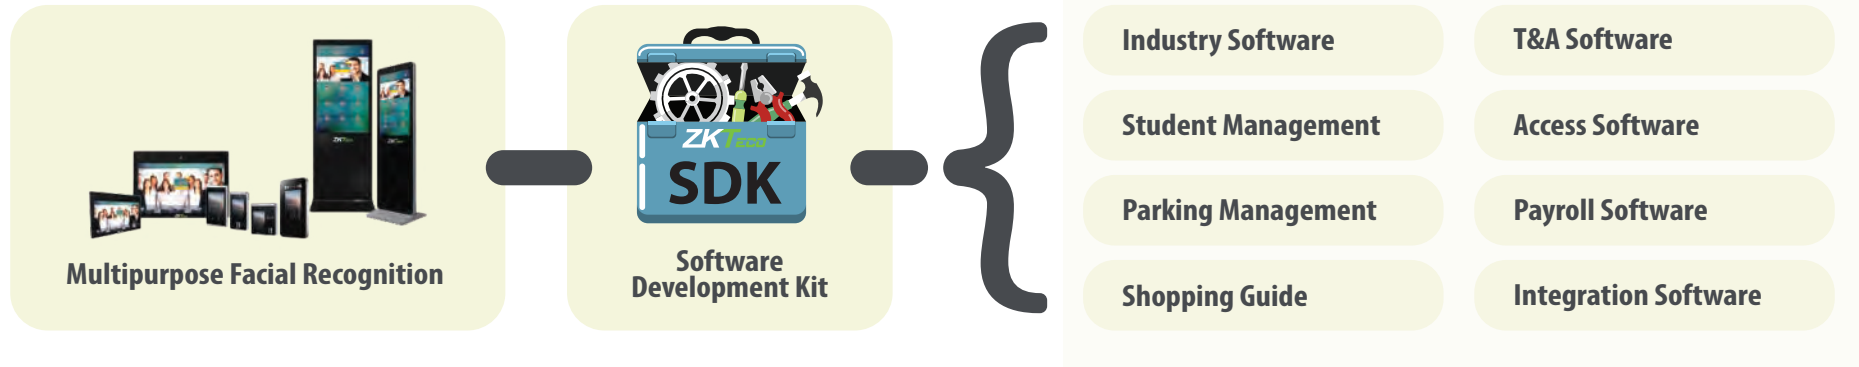 Multipurpose Facial Recognition
ZKTeco
SDK
Software
Development Kit
Industry Software
T&A Software
Student Management
Access Software
Parking Management
Payroll Software
Shopping Guide
Integration Software